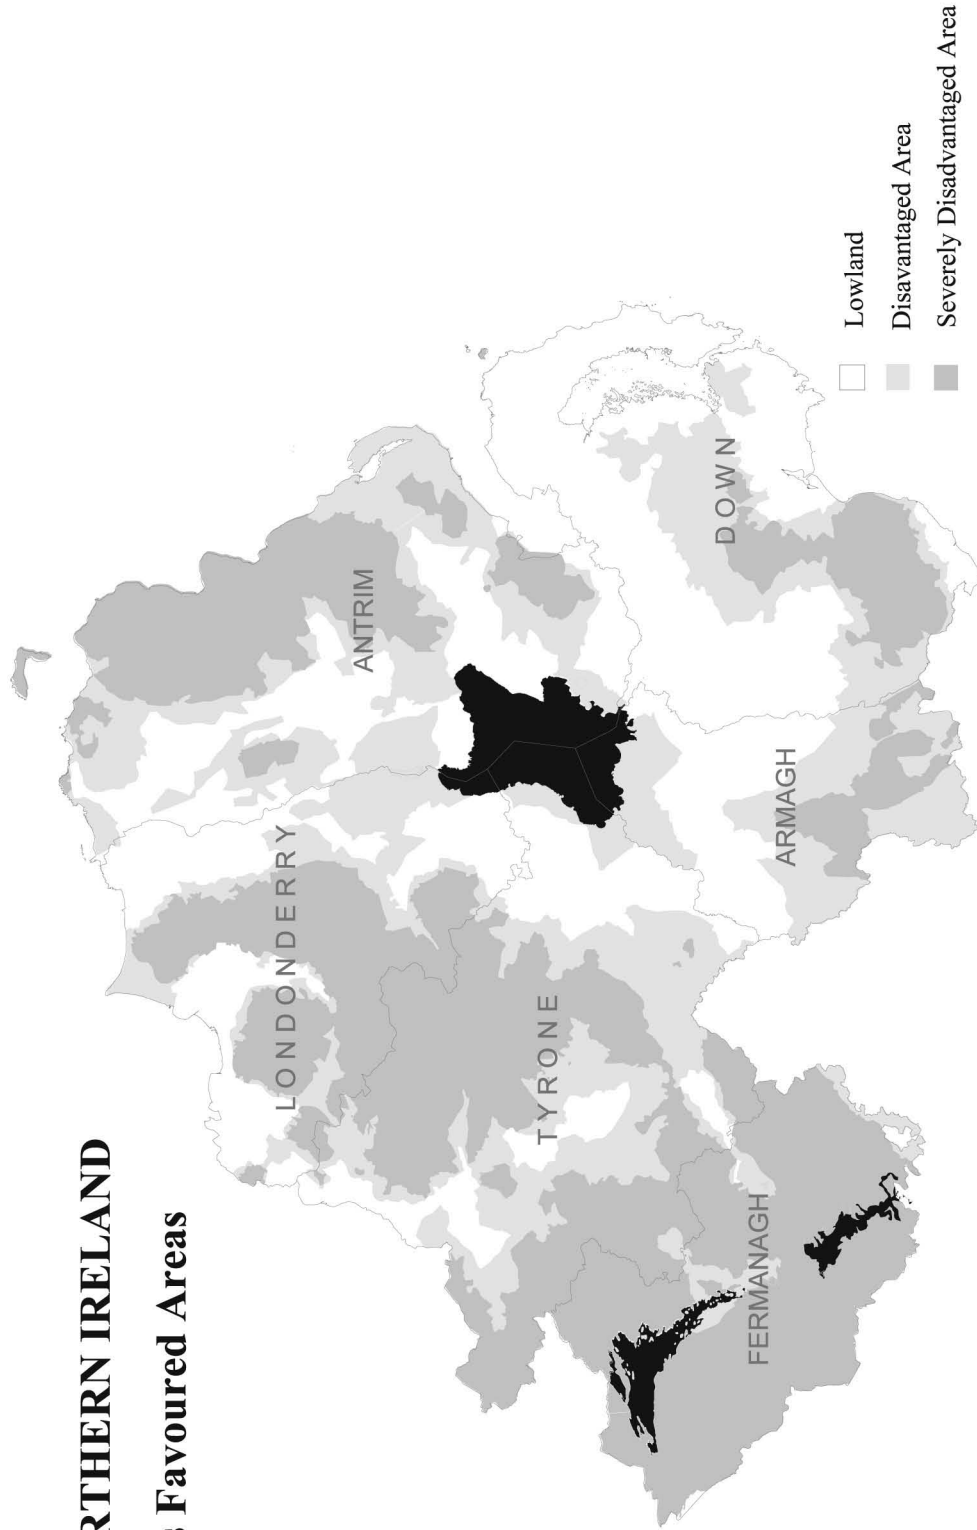 RTHERN IRELAND
Favoured Areas
LONDONDERRY
ANTRIM
TYRONE
DOWN
FERMANAGH
ARMAGH
Lowland
Disavantaged Area
Severely Disadvantaged Area